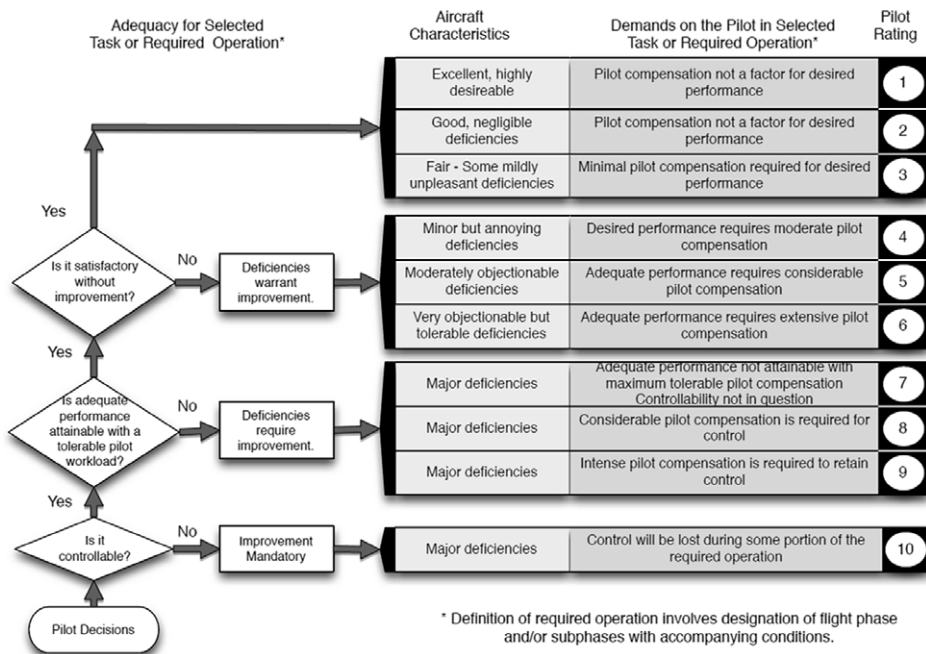 Adequacy for Selected
Task or Required Operation*
Aircraft
Characteristics
Demands on the Pilot in Selected
Task or Required Operation*
Pilot
Rating
Excellent, highly
desireable
Pilot compensation not a factor for desired
performance
1
Good, negligible
deficiencies
Pilot compensation not a factor for desired
performance
2
Fair - Some mildly
unpleasant deficiencies
Minimal pilot compensation required for desired
performance
3
Yes
Is it satisfactory
without
improvement?
No
Deficiencies
warrant
improvement.
Minor but annoying
deficiencies
Desired performance requires moderate pilot
compensation
4
Moderately objectionable
deficiencies
Adequate performance requires considerable
pilot compensation
5
Very objectionable but
tolerable deficiencies
Adequate performance requires extensive pilot
compensation
6
Yes
Is adequate
performance
attainable with a
tolerable pilot
workload?
No
Deficiencies
require
improvement.
Major deficiencies
Adequate performance not attainable with
maximum tolerable pilot compensation
Controllability not in question
7
Major deficiencies
Considerable pilot compensation is required for
control
8
Major deficiencies
Intense pilot compensation is required to retain
control
9
Yes
Is it
controllable?
No
Improvement
Mandatory
Major deficiencies
Control will be lost during some portion of the
required operation
10
Pilot Decisions
* Definition of required operation involves designation of flight phase
and/or subphases with accompanying conditions.